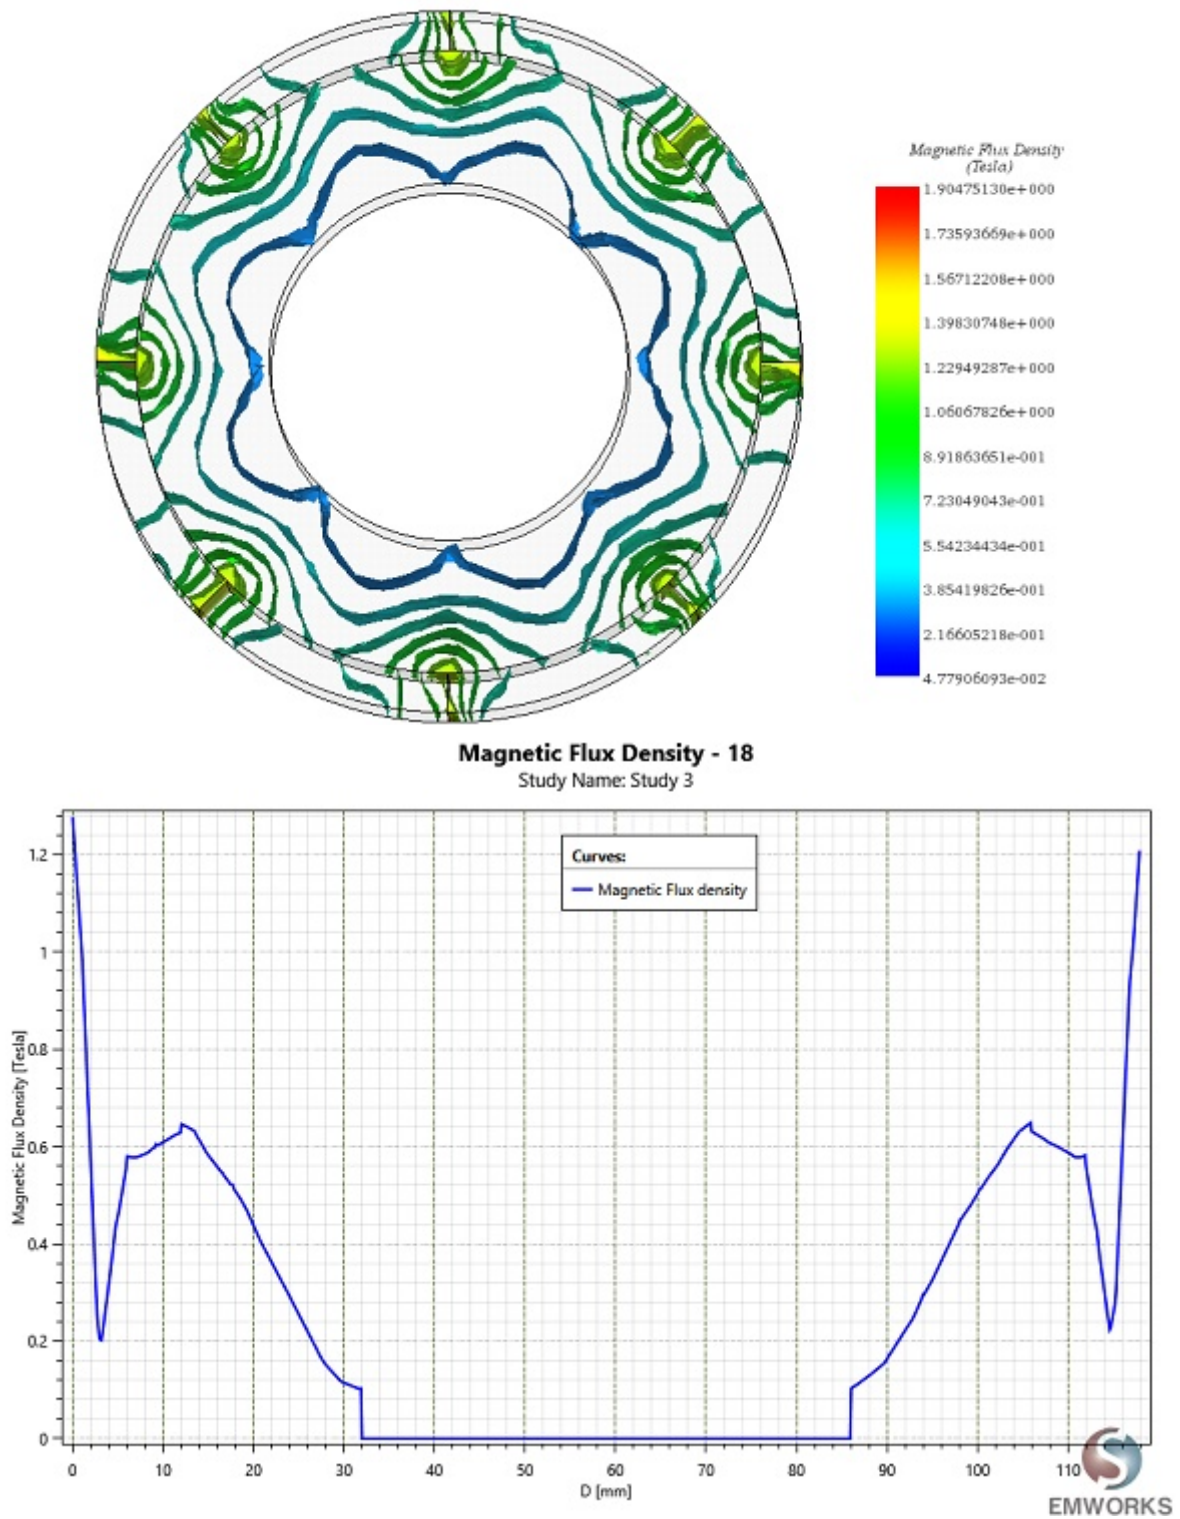 Magnetic Flux Density
(Tesla)
1.90475130e+000
1.73593669e+000
1.56712208e+000
1.39830748e+000
1.22949287e+000
1.06067826e+000
8.91863651e-001
7.23049043e-001
5.54234434e-001
3.85419826e-001
2.16605218e-001
4.77906093e-002
Magnetic Flux Density - 18
Study Name: Study 3
Curves:
Magnetic Flux density
Magnetic Flux Density [Tesla]
1.2
1
0.8
0.6
0.4
0.2
0
0 10 20 30 40 50 60 70 80 90 100 110
D [mm]
EMWORKS